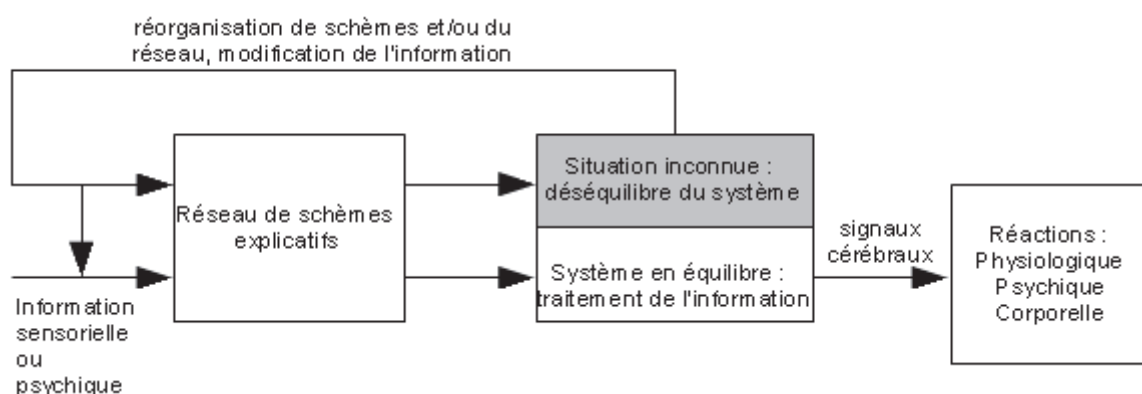 réorganisation de schèmes et/ou du
réseau, modification de l'information
Situation inconnue :
déséquilibre du système
Réseau de schèmes
explicatifs
signaux
cérébraux
Réactions :
Physiologique
Psychique
Corporelle
Système en équilibre :
traitement de l'information
Information
sensorielle
ou
psychique